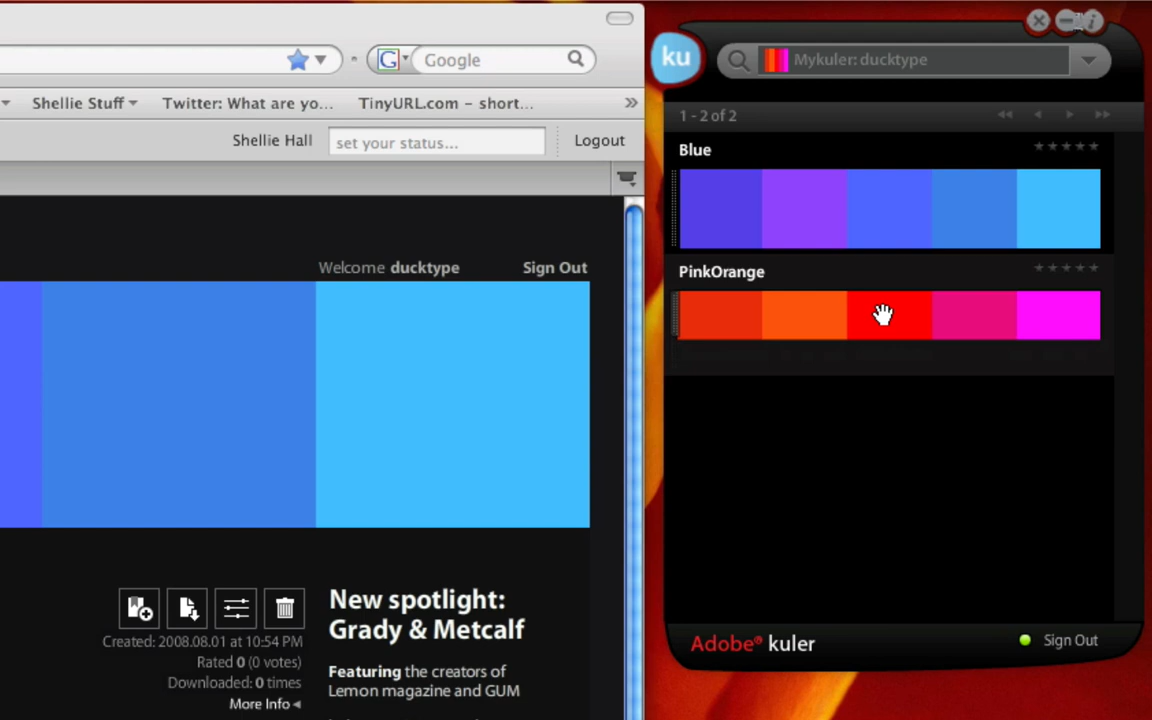 Google
Shellie Stuff
Twitter: What are yo...
TinyURL.com – short...
»
Shellie Hall
set your status...
Logout
Welcome ducktype
Sign Out
Created: 2008.08.01 at 10:54 PM
Rated 0 (0 votes)
Downloaded: 0 times
More Info
New spotlight:
Grady & Metcalf
Featuring the creators of
Lemon magazine and GUM
ku
Mykuler: ducktype
1 - 2 of 2
Blue
PinkOrange
Adobe® kuler
Sign Out